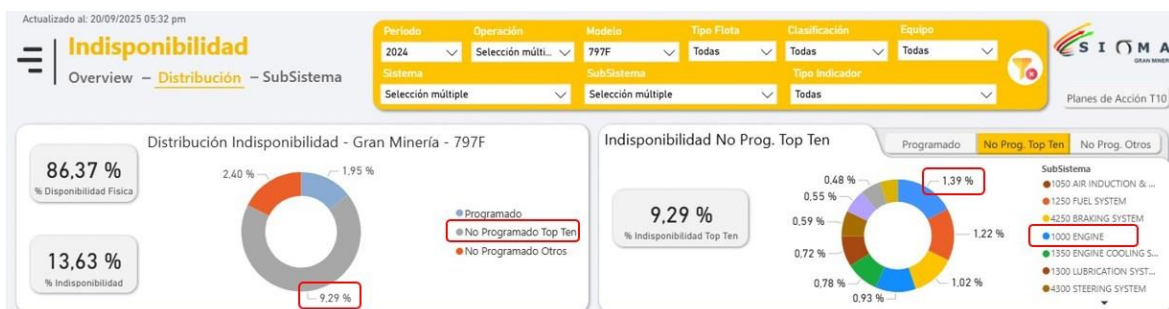 Actualizado al: 20/09/2025 05:32 pm
Indisponibilidad
Overview – Distribución – SubSistema
Periodo
Operación
Modelo
Tipo Flota
Clasificación
Equipo
2024
Selección múlti...
797F
Todas
Todas
Todas
Sistema
SubSistema
Tipo Indicador
Selección múltiple
Selección múltiple
Todas
SIOMA
GRAN MINER
Planes de Acción T10
Distribución Indisponibilidad - Gran Minería - 797F
86,37 %
% Disponibilidad Fisica
13,63 %
% Indisponibilidad
2,40 %
1,95 %
9,29 %
Programado
No Programado Top Ten
No Programado Otros
Indisponibilidad No Prog. Top Ten
Programado
No Prog. Top Ten
No Prog. Otros
9,29 %
% Indisponibilidad Top Ten
0,48 %
1,39 %
0,55 %
0,59 %
1,22 %
0,72 %
0,78 %
1,02 %
0,93 %
SubSistema
1050 AIR INDUCTION & ...
1250 FUEL SYSTEM
4250 BRAKING SYSTEM
1000 ENGINE
1350 ENGINE COOLING S...
1300 LUBRICATION SYST...
4300 STEERING SYSTEM